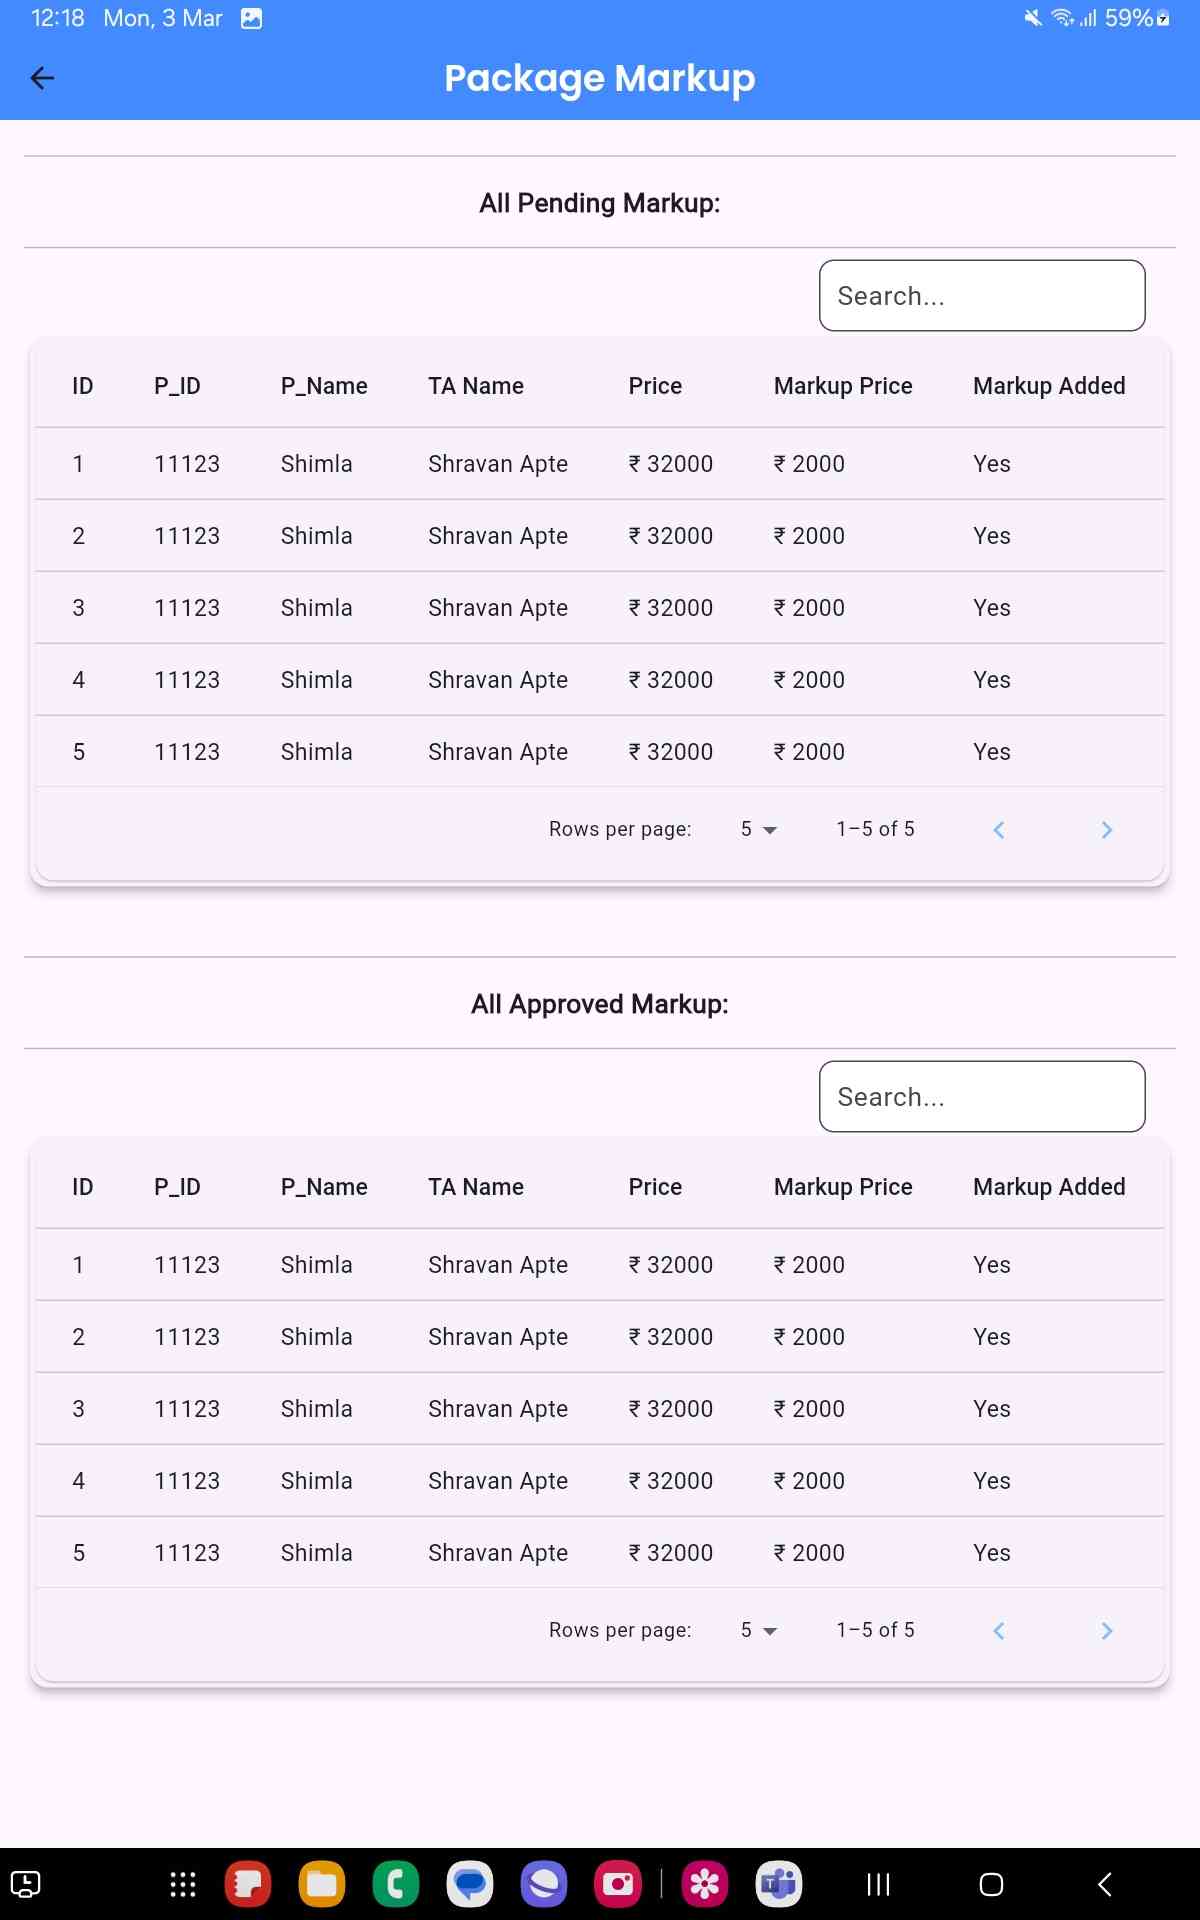 12:18 Mon, 3 Mar 59%
Package Markup
All Pending Markup:
Search...
ID P_ID P_Name TA Name Price Markup Price Markup Added
1 11123 Shimla Shravan Apte ₹ 32000 ₹ 2000 Yes
2 11123 Shimla Shravan Apte ₹ 32000 ₹ 2000 Yes
3 11123 Shimla Shravan Apte ₹ 32000 ₹ 2000 Yes
4 11123 Shimla Shravan Apte ₹ 32000 ₹ 2000 Yes
5 11123 Shimla Shravan Apte ₹ 32000 ₹ 2000 Yes
Rows per page: 5 1–5 of 5
All Approved Markup:
Search...
ID P_ID P_Name TA Name Price Markup Price Markup Added
1 11123 Shimla Shravan Apte ₹ 32000 ₹ 2000 Yes
2 11123 Shimla Shravan Apte ₹ 32000 ₹ 2000 Yes
3 11123 Shimla Shravan Apte ₹ 32000 ₹ 2000 Yes
4 11123 Shimla Shravan Apte ₹ 32000 ₹ 2000 Yes
5 11123 Shimla Shravan Apte ₹ 32000 ₹ 2000 Yes
Rows per page: 5 1–5 of 5
T